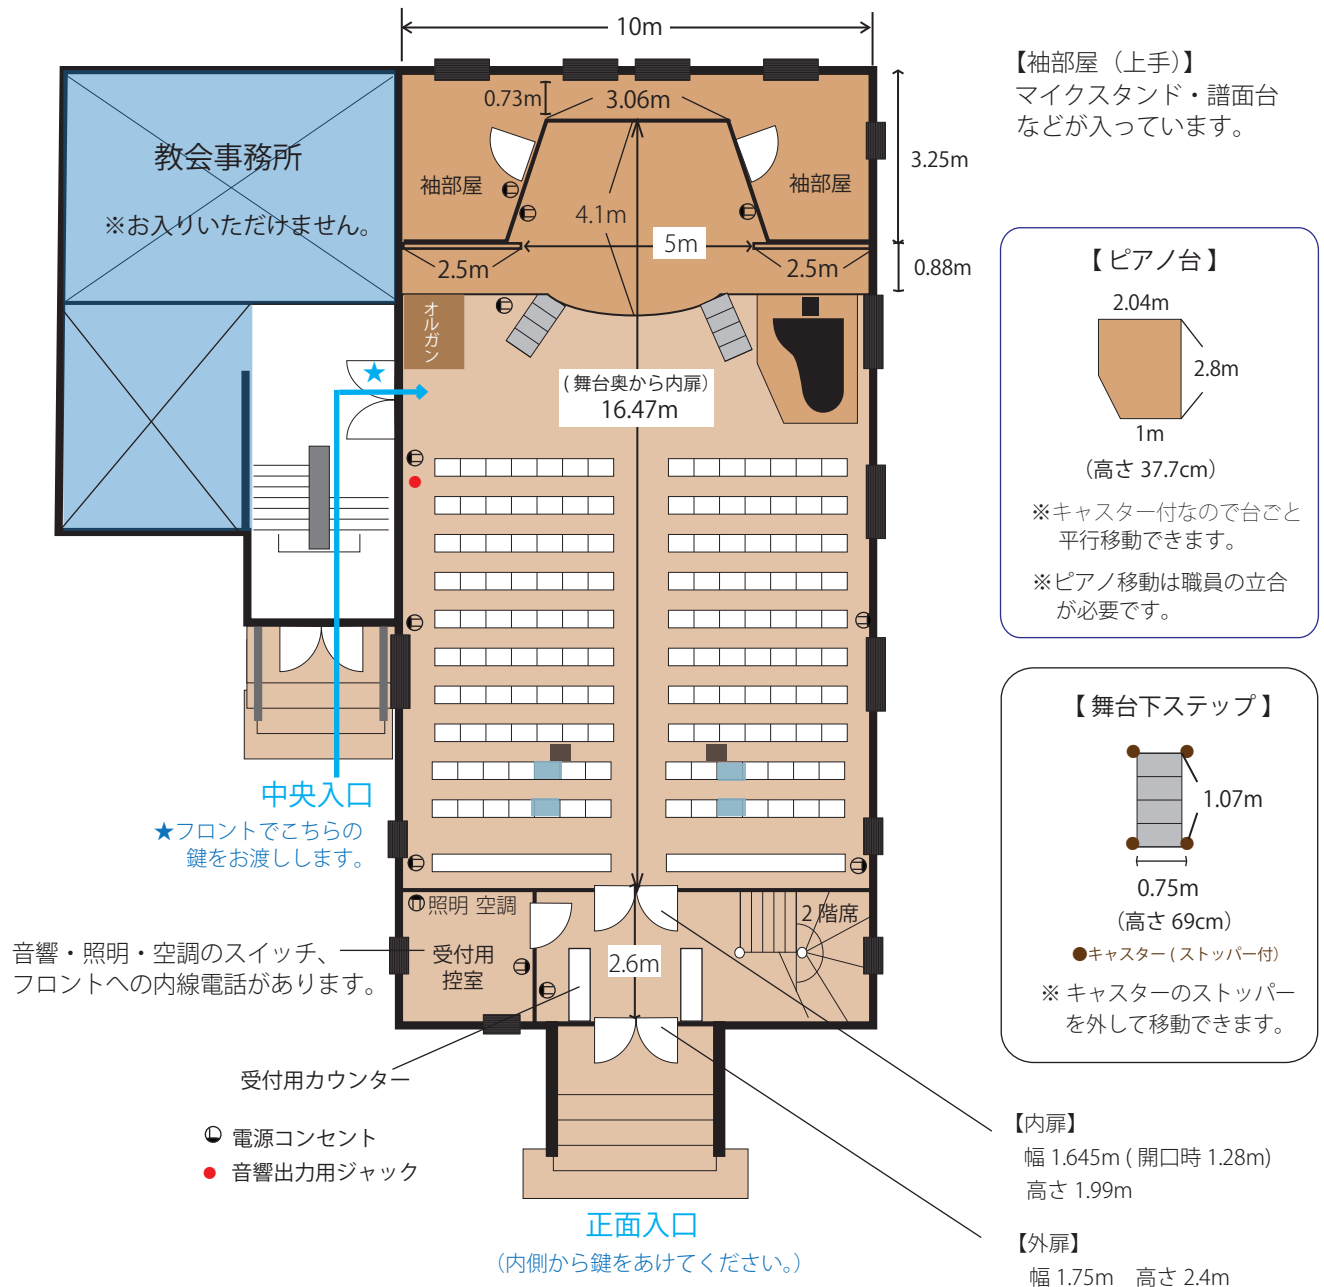 10m
【袖部屋（上手）】
マイクスタンド・譜面台
などが入っています。
0.73m
3.06m
3.25m
教会事務所
※お入りいただけません。
袖部屋
袖部屋
4.1m
5m
2.5m
2.5m
0.88m
オルガン
★
(舞台奥から内扉)
16.47m
【ピアノ台】
2.04m
2.8m
1m
（高さ 37.7cm）
※キャスター付なので台ごと
平行移動できます。
※ピアノ移動は職員の立合
が必要です。
【舞台下ステップ】
1.07m
0.75m
（高さ 69cm）
●キャスター(ストッパー付)
※ キャスターのストッパー
を外して移動できます。
中央入口
★フロントでこちらの
鍵をお渡しします。
照明 空調
受付用
控室
2.6m
2階席
音響・照明・空調のスイッチ、
フロントへの内線電話があります。
受付用カウンター
電源コンセント
音響出力用ジャック
正面入口
（内側から鍵をあけてください。）
【内扉】
幅 1.645m (開口時 1.28m)
高さ 1.99m
【外扉】
幅 1.75m　高さ 2.4m